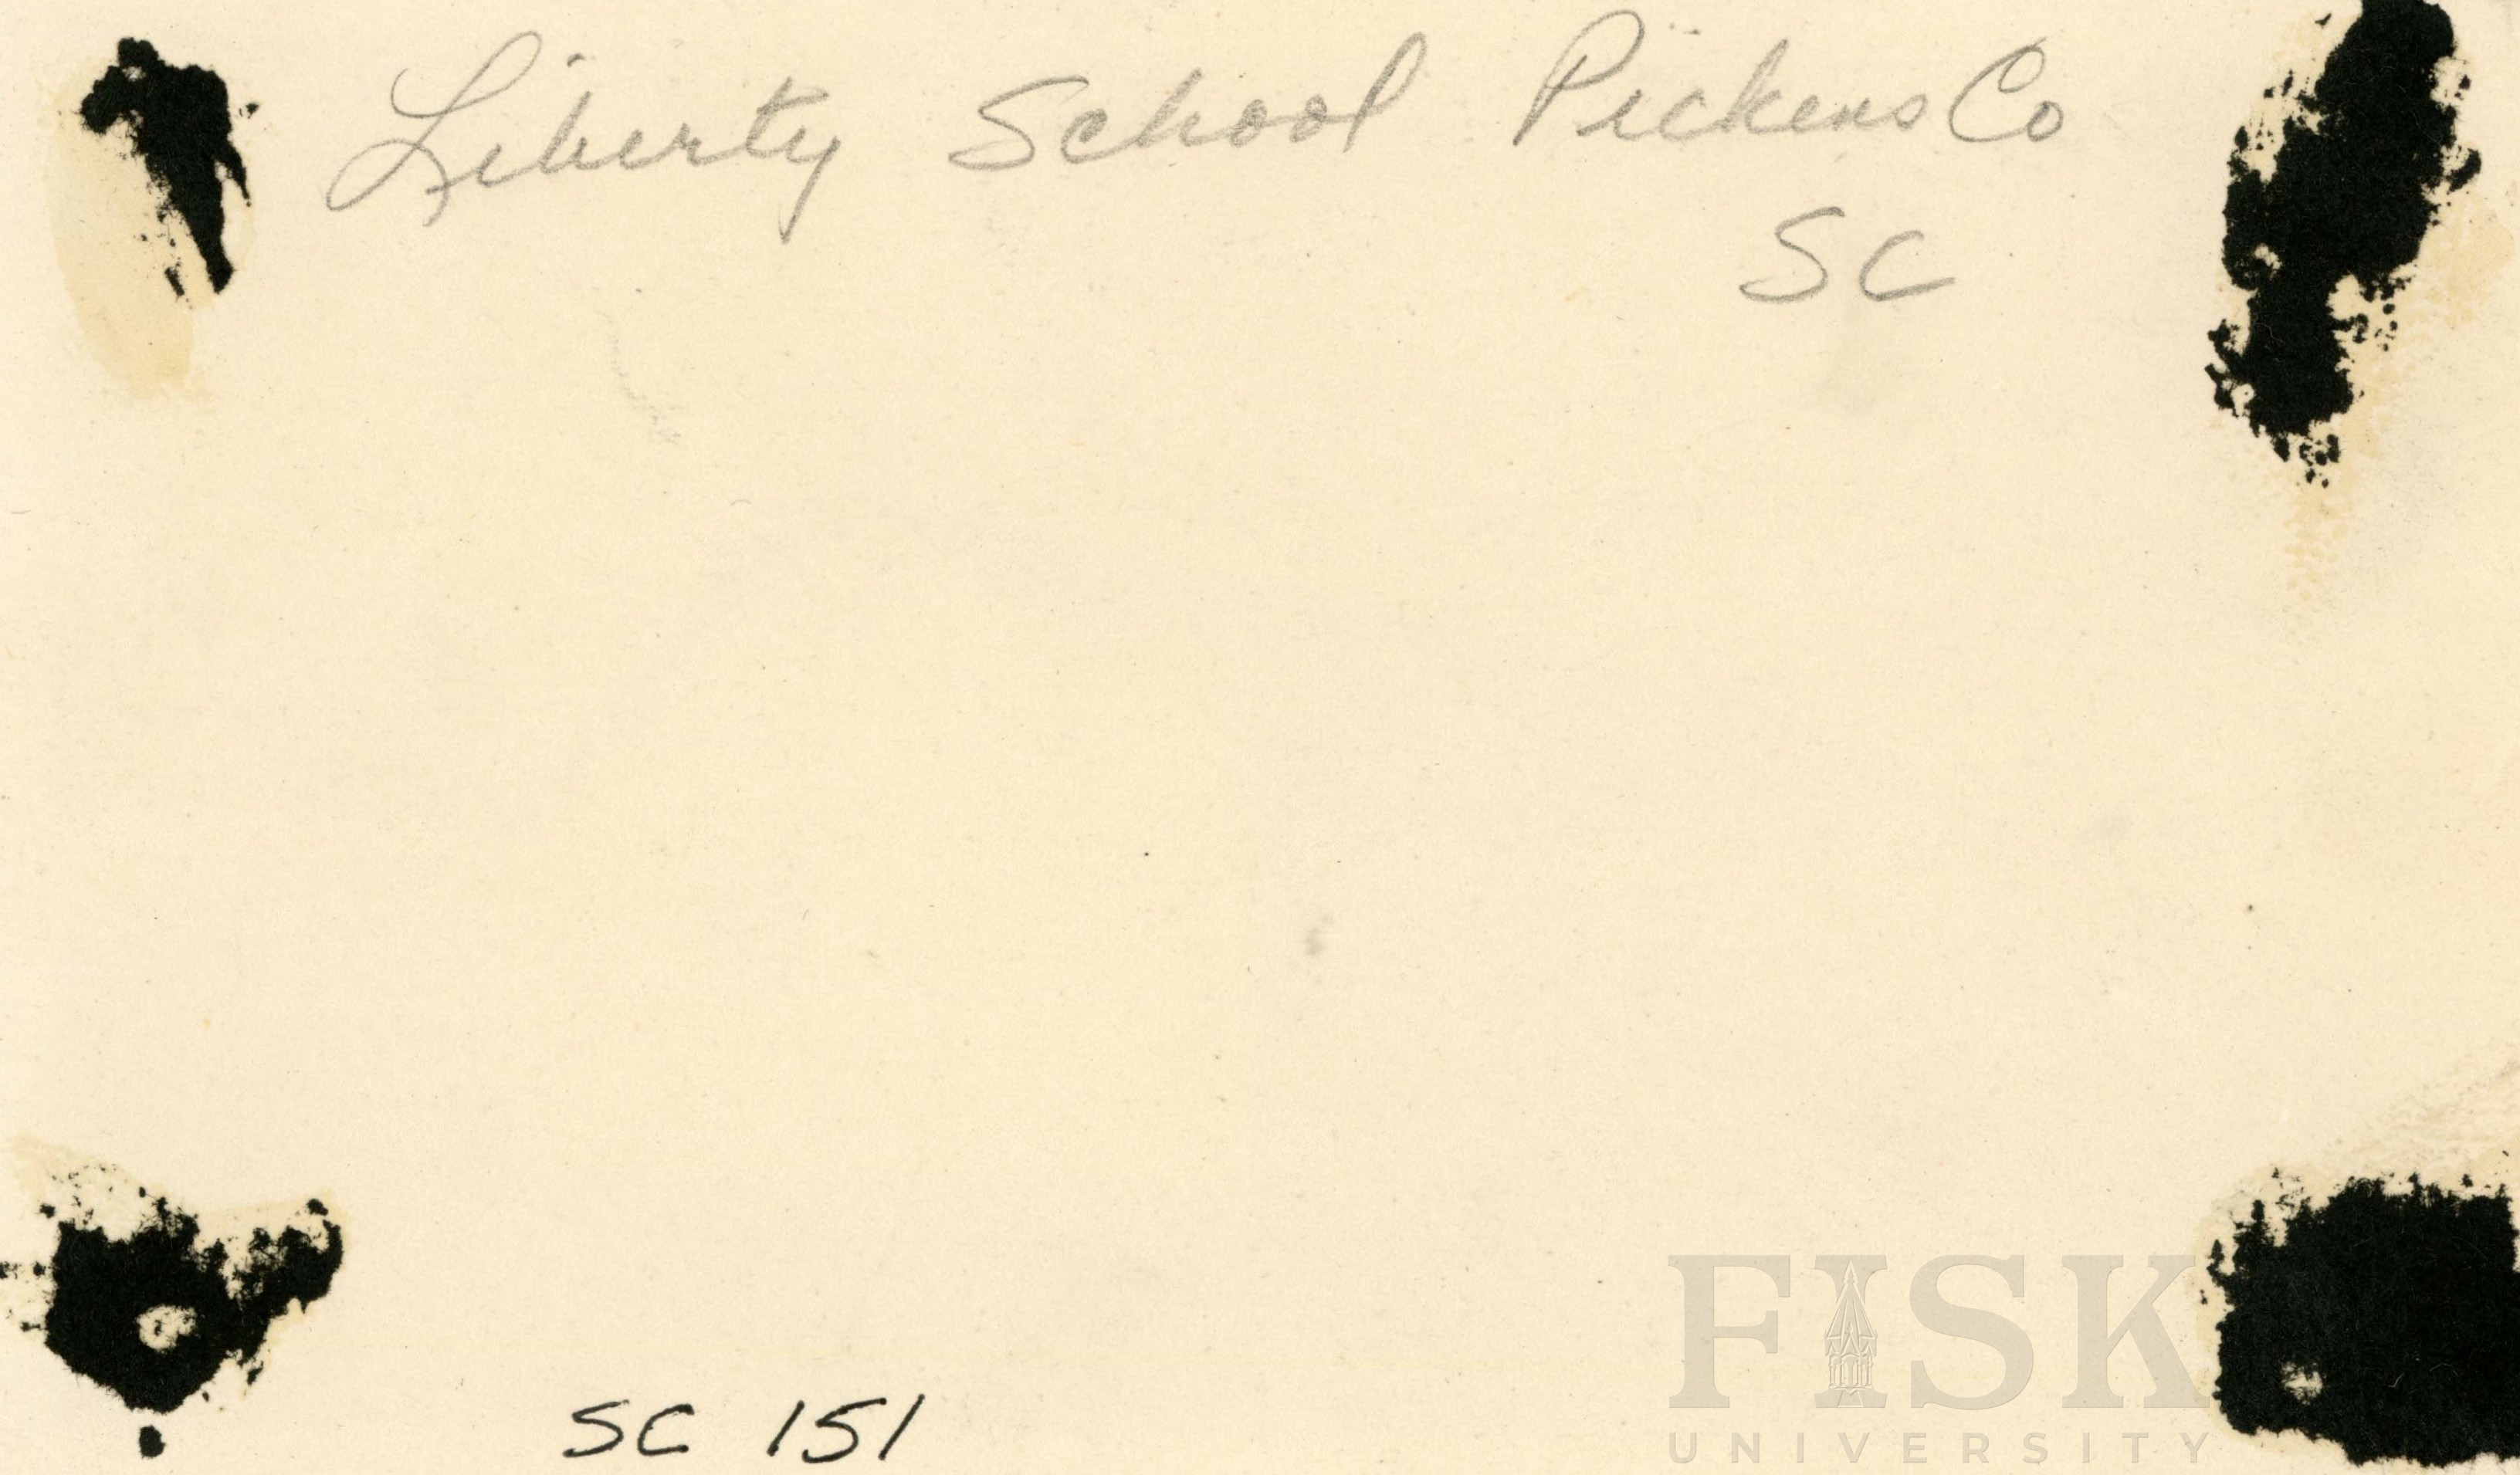 Liberty School Pickens Co
SC
SC 151
FISK
UNIVERSITY